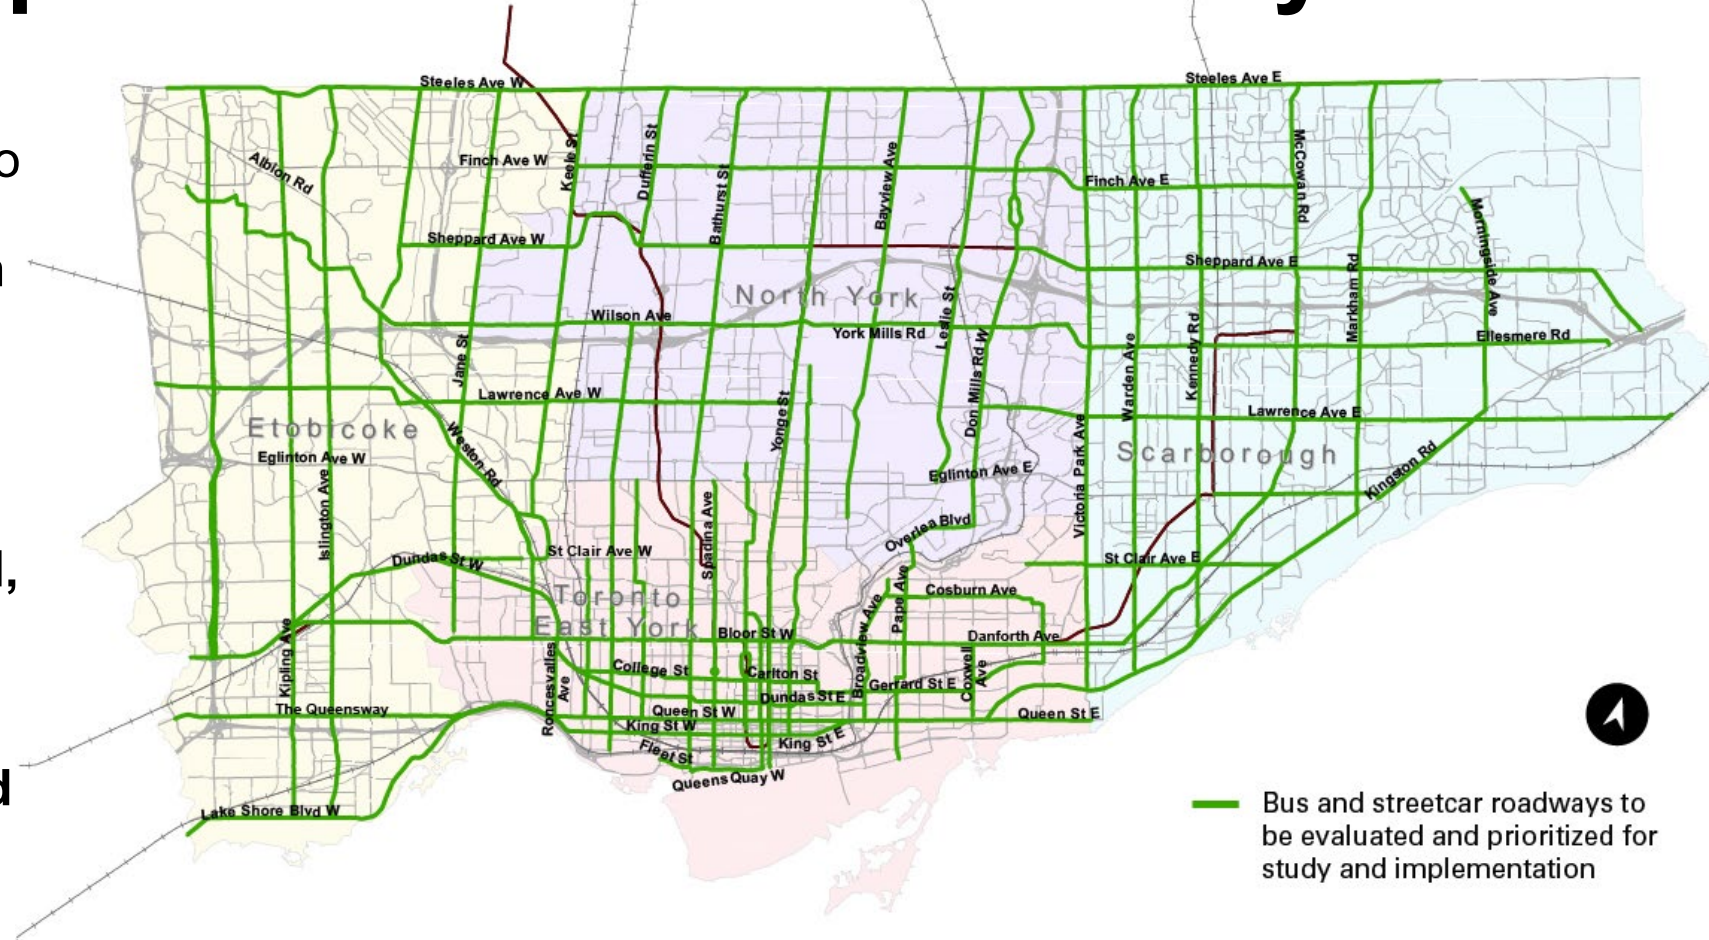 Steeles Ave W
Steeles Ave E
Albion Rd
Finch Ave W
Keele St
Dufferin St
Bathurst St
Bayview Ave
Finch Ave E
McCowan Rd
Morningside Ave
Sheppard Ave W
Sheppard Ave E
North York
Leslie St
Markham Rd
Wilson Ave
York Mills Rd
Ellesmere Rd
Jane St
Don Mills Rd W
Warden Ave
Kennedy Rd
Lawrence Ave W
Lawrence Ave E
Yonge St
Etobicoke
Weston Rd
Scarborough
Eglinton Ave W
Eglinton Ave E
Victoria Park Ave
Kingston Rd
Islington Ave
Spadina Ave
Overlea Blvd
Dundas St W
St Clair Ave W
St Clair Ave E
Toronto
East York
Pape Ave
Cosburn Ave
Broadview Ave
Bloor St W
Danforth Ave
Kipling Ave
Roncesvalles
Ave
College St
Carlton St
Gerrard St E
Coxwell
Ave
Dundas St E
The Queensway
Queen St W
Queen St E
King St W
King St E
Fleet St
Queens Quay W
Lake Shore Blvd W
Bus and streetcar roadways to
be evaluated and prioritized for
study and implementation